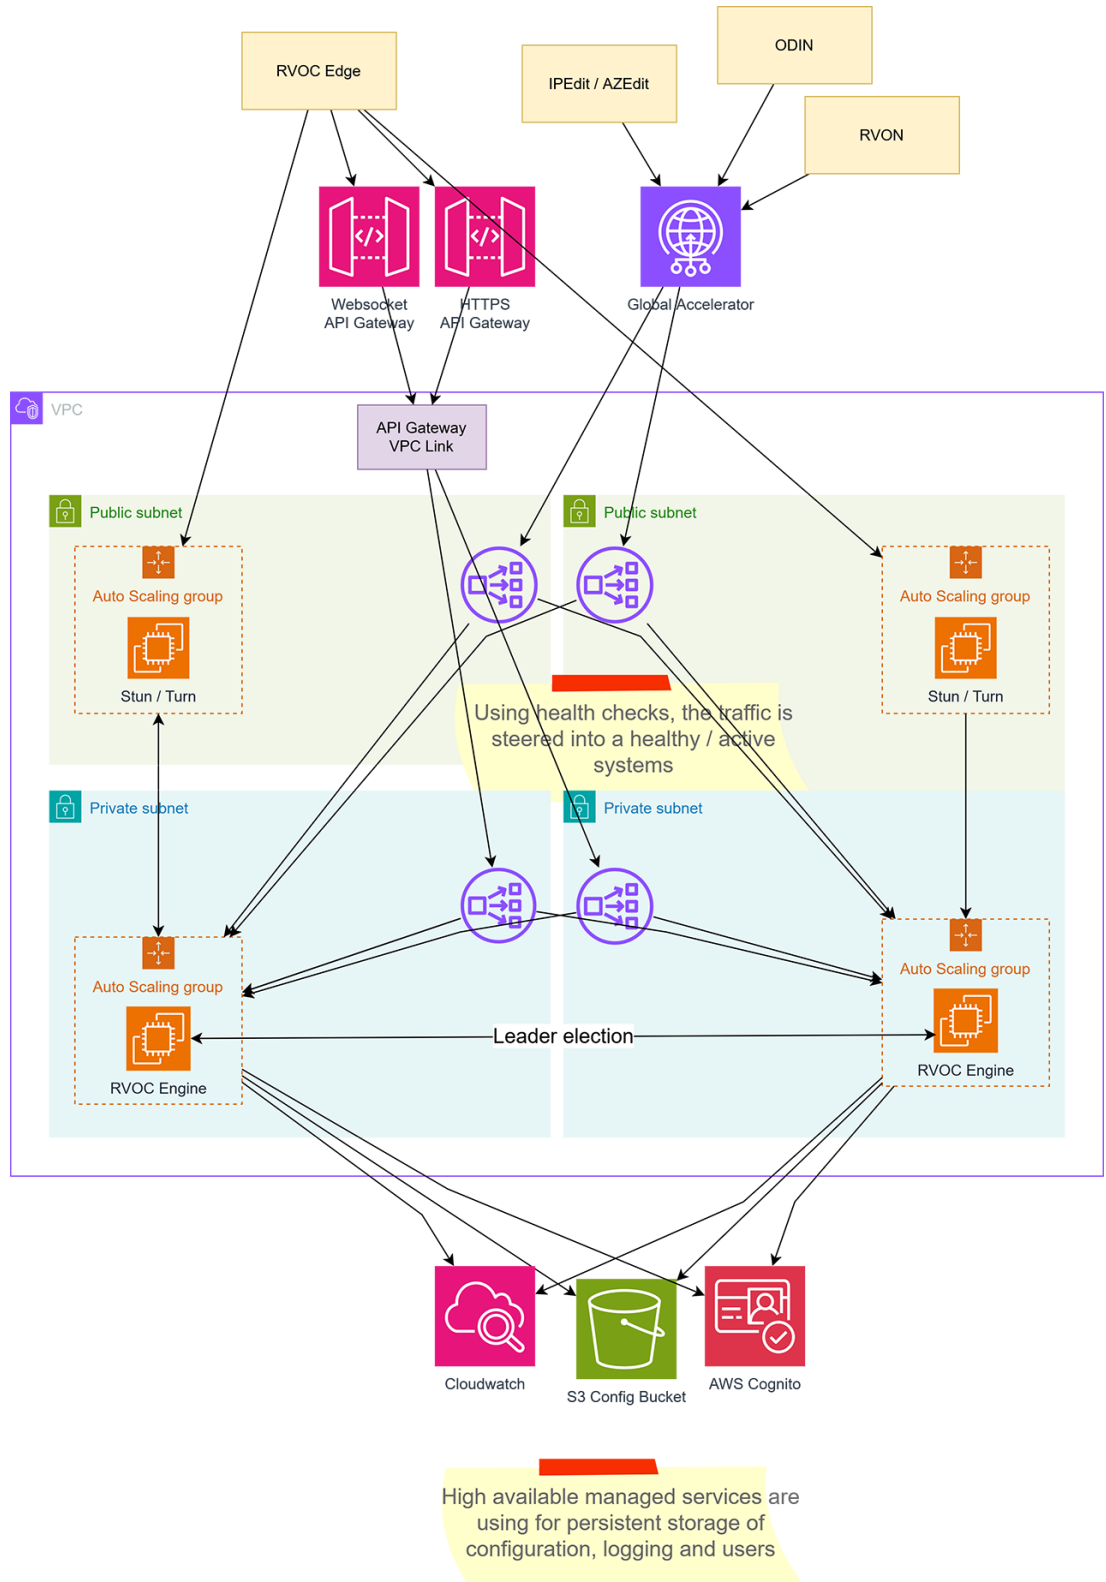 RVOC Edge
IPEdit / AZEdit
ODIN
RVON
Websocket
API Gateway
HTTPS
API Gateway
Global Accelerator
VPC
API Gateway
VPC Link
Public subnet
Public subnet
Auto Scaling group
Stun / Turn
Auto Scaling group
Stun / Turn
Using health checks, the traffic is
steered into a healthy / active
systems
Private subnet
Private subnet
Auto Scaling group
RVOC Engine
Leader election
Auto Scaling group
RVOC Engine
Cloudwatch
S3 Config Bucket
AWS Cognito
High available managed services are
using for persistent storage of
configuration, logging and users